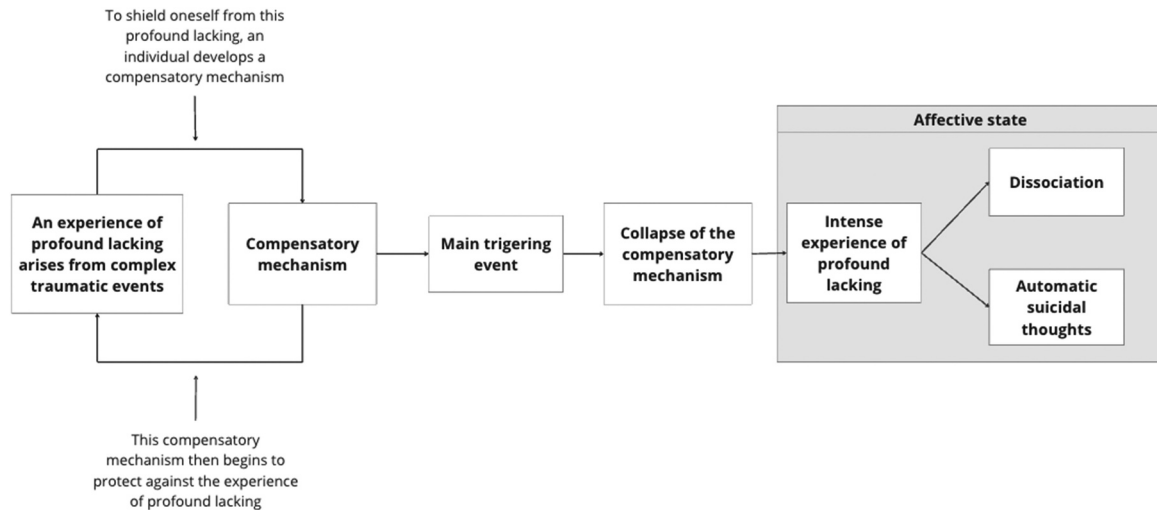 To shield oneself from this
profound lacking, an
individual develops a
compensatory mechanism
An experience of
profound lacking
arises from complex
traumatic events
Compensatory
mechanism
This compensatory
mechanism then begins to
protect against the experience
of profound lacking
Main trigering
event
Collapse of the
compensatory
mechanism
Affective state
Intense
experience of
profound
lacking
Dissociation
Automatic
suicidal
thoughts